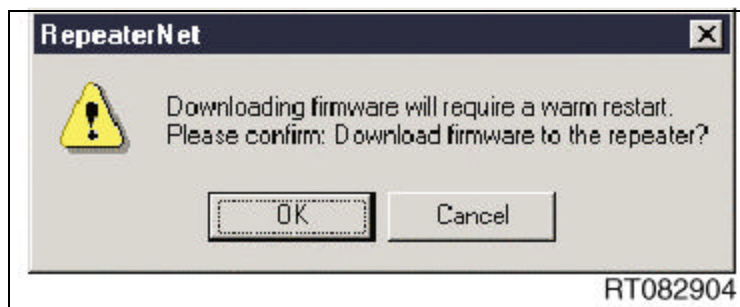 RepeaterNet
Downloading firmware will require a warm restart.
Please confirm: Download firmware to the repeater?
OK
Cancel
RT082904